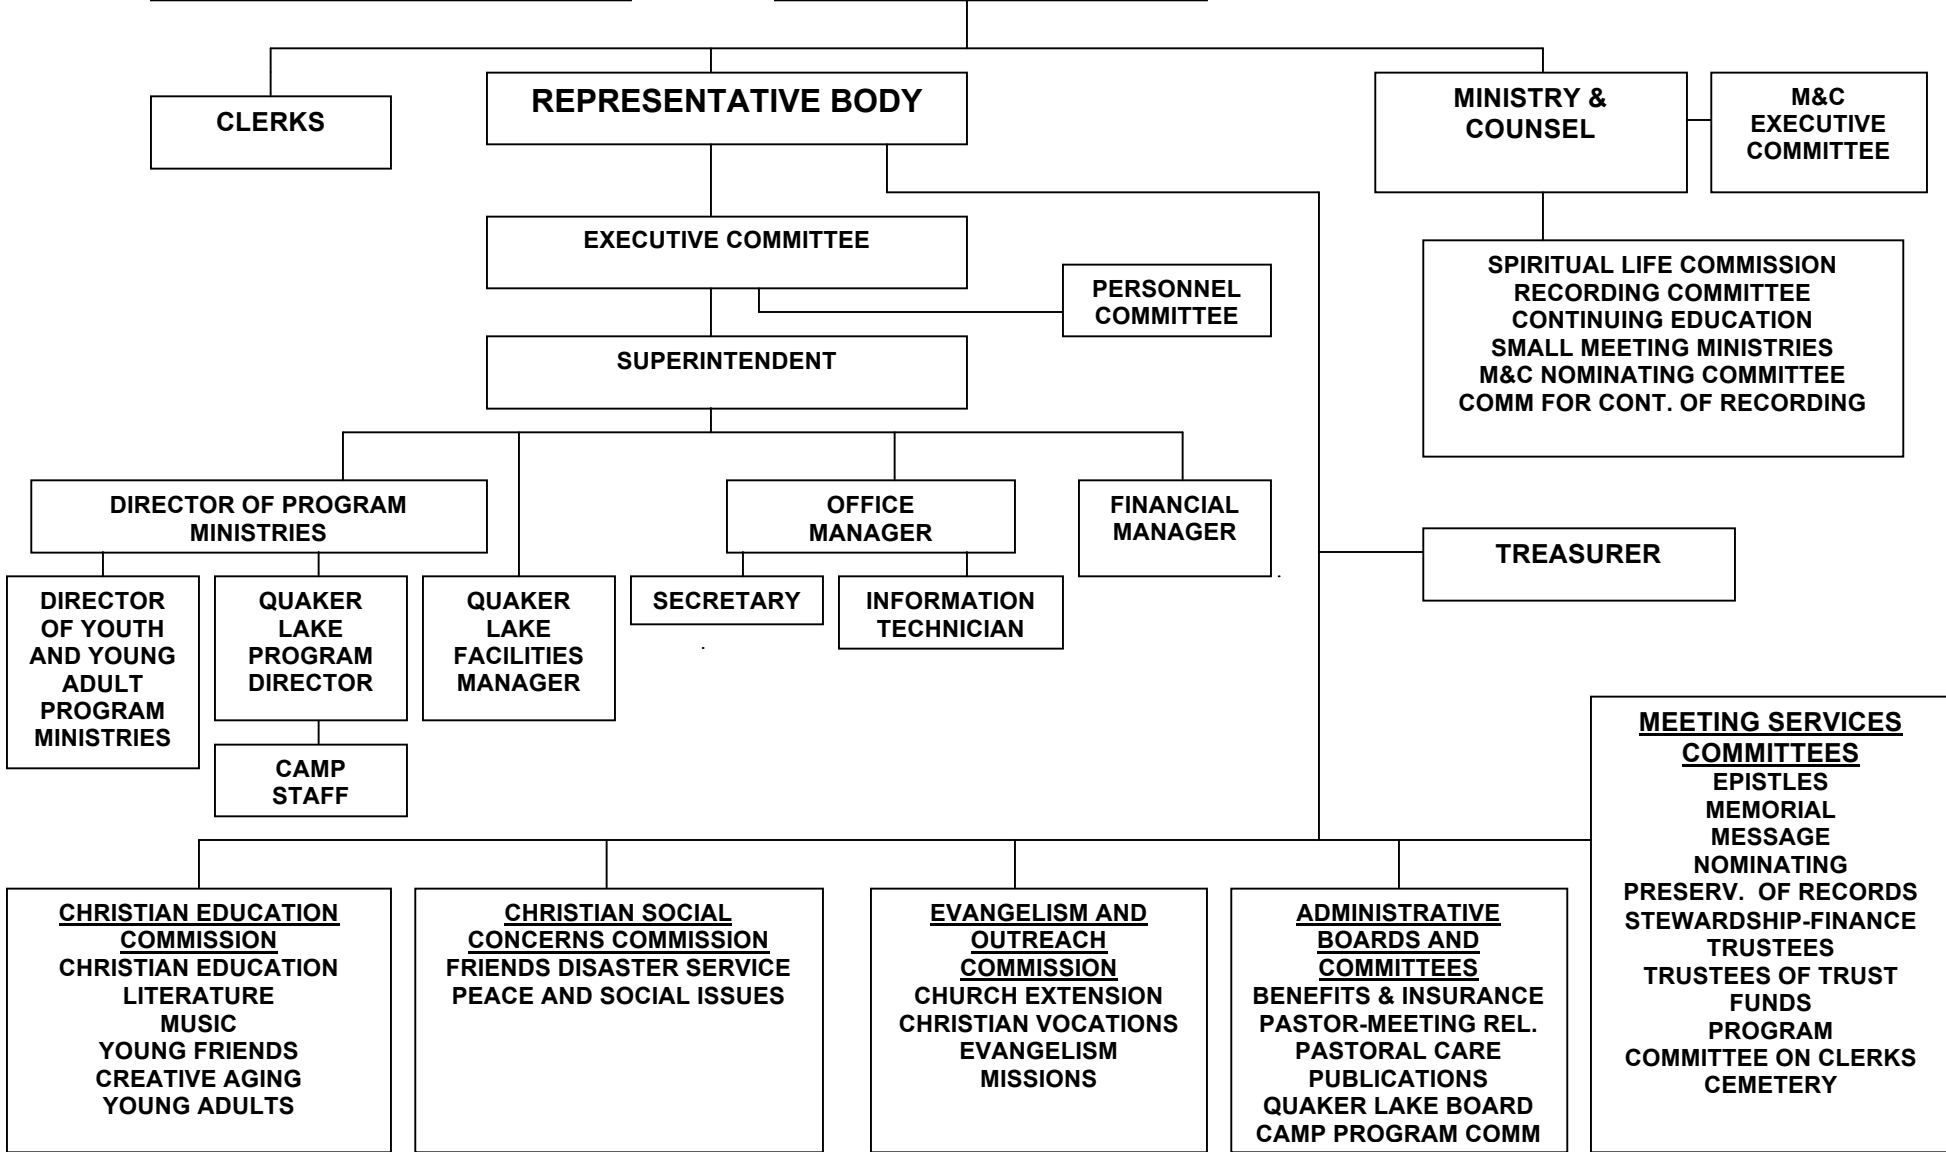 CLERKS
REPRESENTATIVE BODY
MINISTRY &
COUNSEL
M&C
EXECUTIVE
COMMITTEE
EXECUTIVE COMMITTEE
PERSONNEL
COMMITTEE
SPIRITUAL LIFE COMMISSION
RECORDING COMMITTEE
CONTINUING EDUCATION
SMALL MEETING MINISTRIES
M&C NOMINATING COMMITTEE
COMM FOR CONT. OF RECORDING
SUPERINTENDENT
DIRECTOR OF PROGRAM
MINISTRIES
OFFICE
MANAGER
FINANCIAL
MANAGER
TREASURER
DIRECTOR
OF YOUTH
AND YOUNG
ADULT
PROGRAM
MINISTRIES
QUAKER
LAKE
PROGRAM
DIRECTOR
QUAKER
LAKE
FACILITIES
MANAGER
SECRETARY
INFORMATION
TECHNICIAN
CAMP
STAFF
MEETING SERVICES
COMMITTEES
EPISTLES
MEMORIAL
MESSAGE
NOMINATING
PRESERV. OF RECORDS
STEWARDSHIP-FINANCE
TRUSTEES
TRUSTEES OF TRUST
FUNDS
PROGRAM
COMMITTEE ON CLERKS
CEMETERY
CHRISTIAN EDUCATION
COMMISSION
CHRISTIAN EDUCATION
LITERATURE
MUSIC
YOUNG FRIENDS
CREATIVE AGING
YOUNG ADULTS
CHRISTIAN SOCIAL
CONCERNS COMMISSION
FRIENDS DISASTER SERVICE
PEACE AND SOCIAL ISSUES
EVANGELISM AND
OUTREACH
COMMISSION
CHURCH EXTENSION
CHRISTIAN VOCATIONS
EVANGELISM
MISSIONS
ADMINISTRATIVE
BOARDS AND
COMMITTEES
BENEFITS & INSURANCE
PASTOR-MEETING REL.
PASTORAL CARE
PUBLICATIONS
QUAKER LAKE BOARD
CAMP PROGRAM COMM